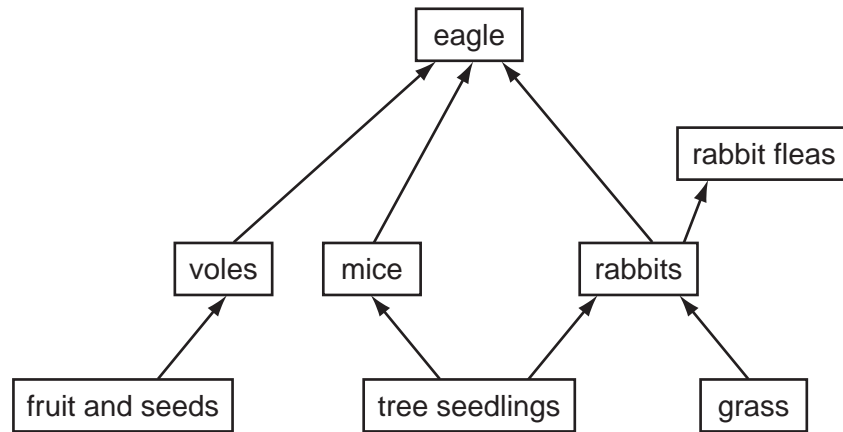 eagle
rabbit fleas
voles
mice
rabbits
fruit and seeds
tree seedlings
grass